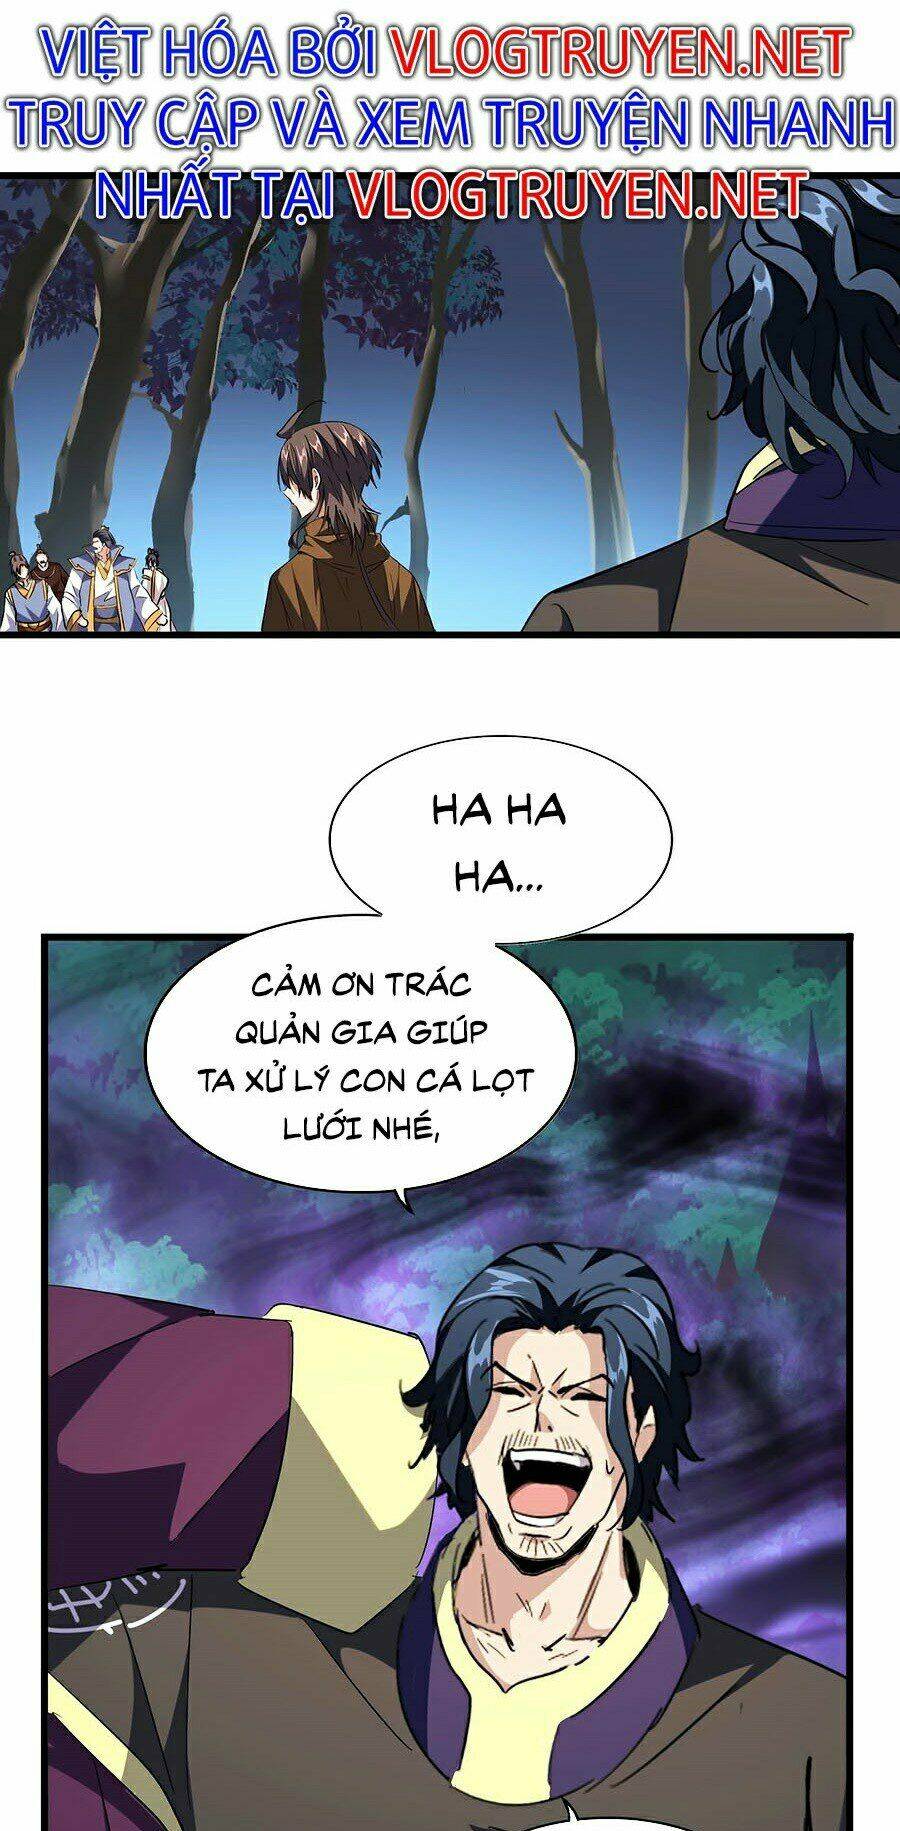 VIỆT HÓA BỞI VLOGTRUYEN.NET
TRUY CẬP VÀ XEM TRUYỆN NHANH
NHẤT TẠI VLOGTRUYEN.NET
HA HA
HA...
CẢM ƠN TRÁC
QUẢN GIA GIÚP
TA XỬ LÝ CON CÁ LỌT
LƯỚI NHÉ,